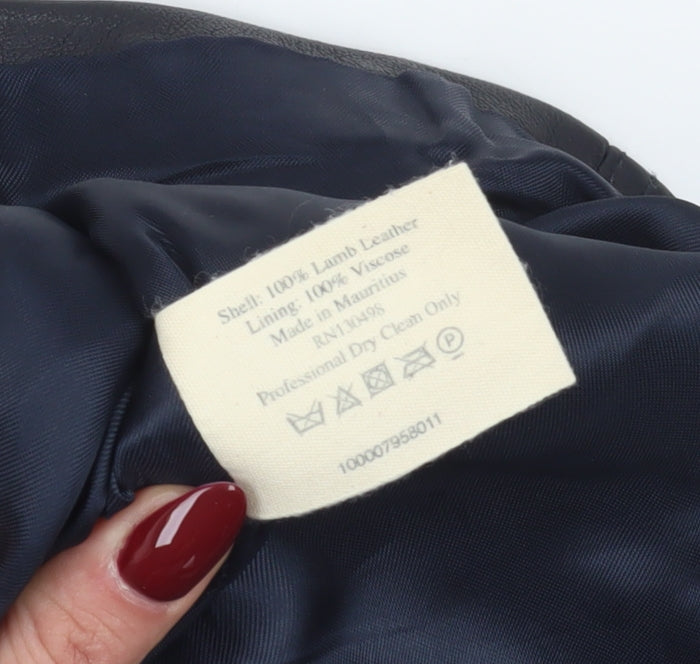 Shell: 100% Lamb Leather
Lining: 100% Viscose
Made in Mauritius
RN130498
Professional Dry Clean Only
P
100007958011